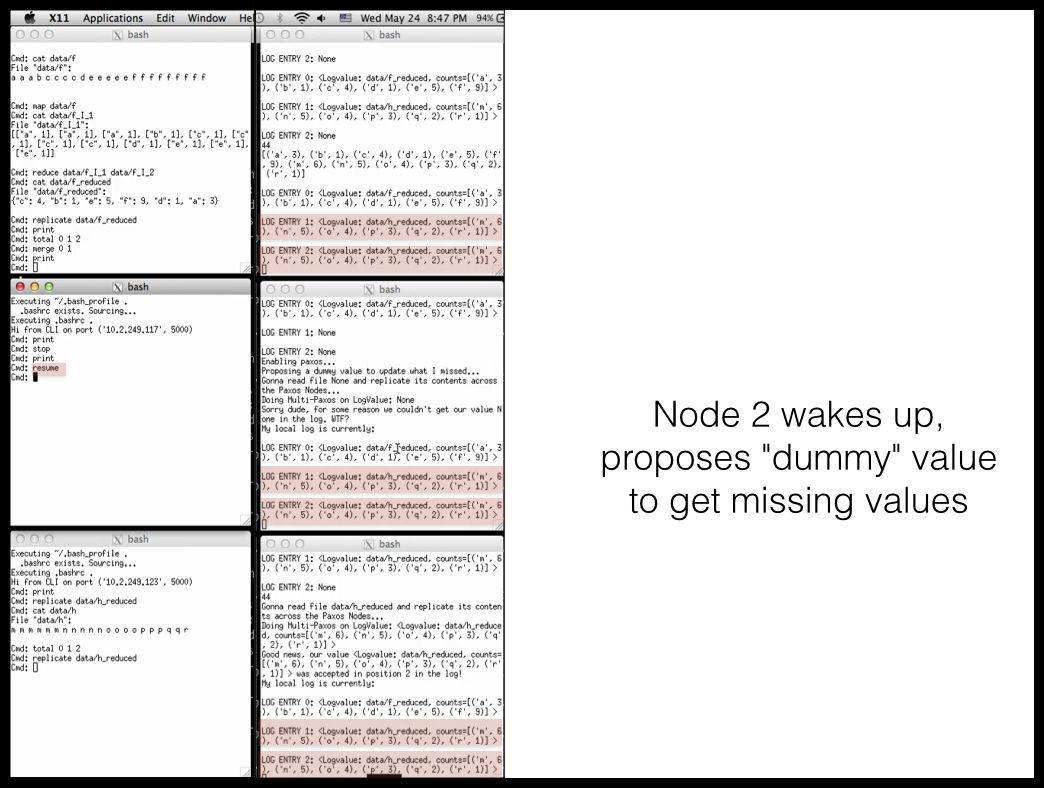 X11 Applications Edit Window Hel
Wed May 24 8:47 PM 94%
bash
Cmd: cat data/f
File "data/f":
a a a b c c c c d e e e e e f f f f f f f f f
Cmd: map data/f
Cmd: cat data/f_I_1
File "data/f_I_1":
[["a", 1], ["a", 1], ["a", 1], ["b", 1], ["c", 1], ["c"
, 1], ["c", 1], ["c", 1], ["d", 1], ["e", 1], ["e", 1],
["e", 1]]
Cmd: reduce data/f_I_1 data/f_I_2
Cmd: cat data/f_reduced
File "data/f_reduced":
{"c": 4, "b": 1, "e": 5, "f": 9, "d": 1, "a": 3}
Cmd: replicate data/f_reduced
Cmd: print
Cmd: total 0 1 2
Cmd: merge 0 1
Cmd: print
Cmd:
bash
Executing ~/.bash_profile .
.bashrc exists. Sourcing...
Executing .bashrc .
Hi from CLI on port ('10.2.249.117', 5000)
Cmd: print
Cmd: stop
Cmd: print
Cmd: resume
Cmd:
bash
Executing ~/.bash_profile .
.bashrc exists. Sourcing...
Executing .bashrc .
Hi from CLI on port ('10.2.249.123', 5000)
Cmd: print
Cmd: replicate data/h_reduced
Cmd: cat data/h
File "data/h":
m m m m m m n n n n n o o o o p p p q q r
Cmd: total 0 1 2
Cmd: replicate data/h_reduced
Cmd:
bash
LOG ENTRY 2: None
LOG ENTRY 0: <Logvalue: data/f_reduced, counts=[('a', 3
), ('b', 1), ('c', 4), ('d', 1), ('e', 5), ('f', 9)] >
LOG ENTRY 1: <Logvalue: data/h_reduced, counts=[('m', 6
), ('n', 5), ('o', 4), ('p', 3), ('q', 2), ('r', 1)] >
LOG ENTRY 2: None
44
[('a', 3), ('b', 1), ('c', 4), ('d', 1), ('e', 5), ('f'
, 9), ('m', 6), ('n', 5), ('o', 4), ('p', 3), ('q', 2),
('r', 1)]
LOG ENTRY 0: <Logvalue: data/f_reduced, counts=[('a', 3
), ('b', 1), ('c', 4), ('d', 1), ('e', 5), ('f', 9)] >
LOG ENTRY 1: <Logvalue: data/h_reduced, counts=[('m', 6
), ('n', 5), ('o', 4), ('p', 3), ('q', 2), ('r', 1)] >
LOG ENTRY 2: <Logvalue: data/h_reduced, counts=[('m', 6
), ('n', 5), ('o', 4), ('p', 3), ('q', 2), ('r', 1)] >
bash
LOG ENTRY 0: <Logvalue: data/f_reduced, counts=[('a', 3
), ('b', 1), ('c', 4), ('d', 1), ('e', 5), ('f', 9)] >
LOG ENTRY 1: None
LOG ENTRY 2: None
Enabling paxos...
Proposing a dummy value to update what I missed...
Gonna read file None and replicate its contents across
the Paxos Nodes...
Doing Multi-Paxos on LogValue: None
Sorry dude, for some reason we couldn't get our value N
one in the log. WTF?
My local log is currently:
LOG ENTRY 0: <Logvalue: data/f_reduced, counts=[('a', 3
), ('b', 1), ('c', 4), ('d', 1), ('e', 5), ('f', 9)] >
LOG ENTRY 1: <Logvalue: data/h_reduced, counts=[('m', 6
), ('n', 5), ('o', 4), ('p', 3), ('q', 2), ('r', 1)] >
LOG ENTRY 2: <Logvalue: data/h_reduced, counts=[('m', 6
), ('n', 5), ('o', 4), ('p', 3), ('q', 2), ('r', 1)] >
bash
LOG ENTRY 1: <Logvalue: data/h_reduced, counts=[('m', 6
), ('n', 5), ('o', 4), ('p', 3), ('q', 2), ('r', 1)] >
LOG ENTRY 2: None
44
Gonna read file data/h_reduced and replicate its conten
ts across the Paxos Nodes...
Doing Multi-Paxos on LogValue: <Logvalue: data/h_reduce
d, counts=[('m', 6), ('n', 5), ('o', 4), ('p', 3), ('q'
, 2), ('r', 1)] >
Good news, our value <Logvalue: data/h_reduced, counts=
[('m', 6), ('n', 5), ('o', 4), ('p', 3), ('q', 2), ('r'
, 1)] > was accepted in position 2 in the log!
My local log is currently:
LOG ENTRY 0: <Logvalue: data/f_reduced, counts=[('a', 3
), ('b', 1), ('c', 4), ('d', 1), ('e', 5), ('f', 9)] >
LOG ENTRY 1: <Logvalue: data/h_reduced, counts=[('m', 6
), ('n', 5), ('o', 4), ('p', 3), ('q', 2), ('r', 1)] >
LOG ENTRY 2: <Logvalue: data/h_reduced, counts=[('m', 6
), ('n', 5), ('o', 4), ('p', 3), ('q', 2), ('r', 1)] >
Node 2 wakes up,
proposes "dummy" value
to get missing values